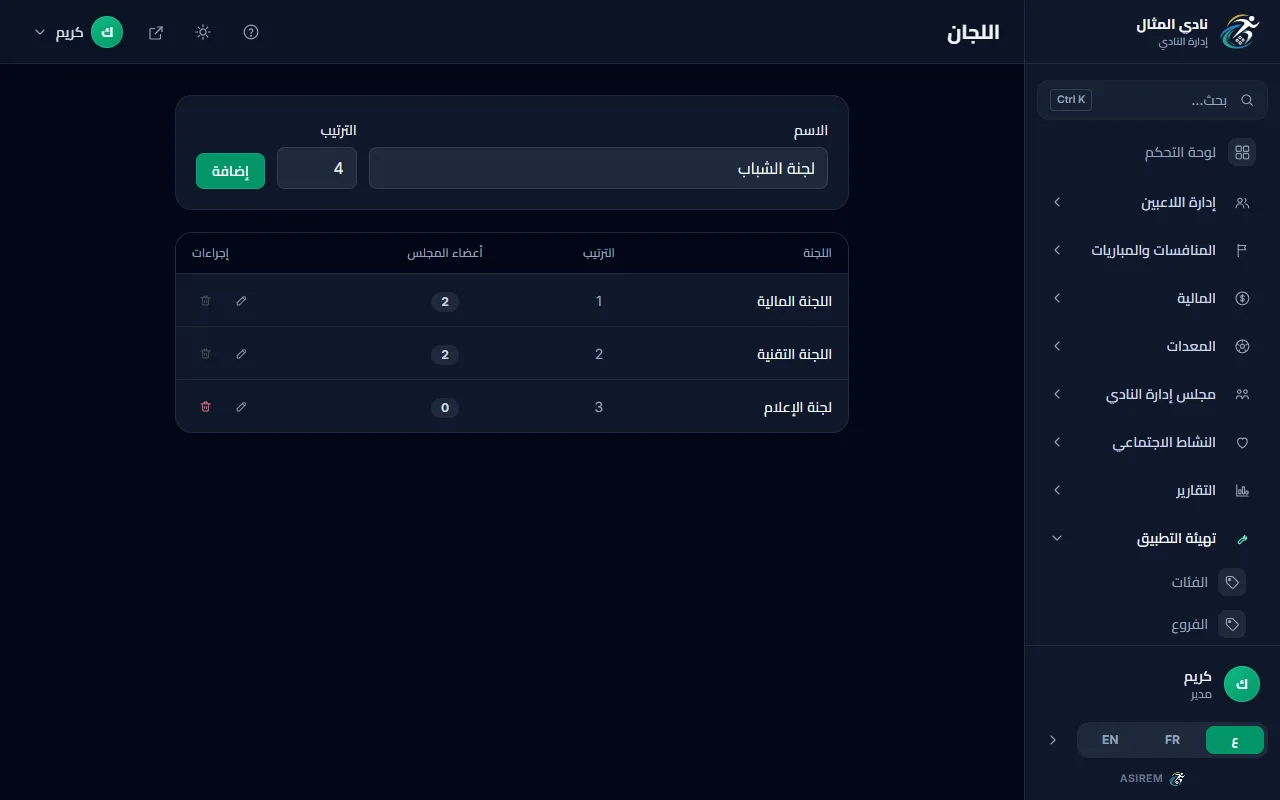 نادي المثال
إدارة النادي
بحث...
Ctrl K
لوحة التحكم
إدارة اللاعبين
المنافسات والمباريات
المالية
المعدات
مجلس إدارة النادي
النشاط الاجتماعي
التقارير
تهيئة التطبيق
الفئات
الفروع
ك
كريم
مدير
ع
FR
EN
ASIREM
اللجان
ك
كريم
الاسم
الترتيب
لجنة الشباب
4
إضافة
اللجنة
الترتيب
أعضاء المجلس
إجراءات
اللجنة المالية
1
2
اللجنة التقنية
2
2
لجنة الإعلام
3
0